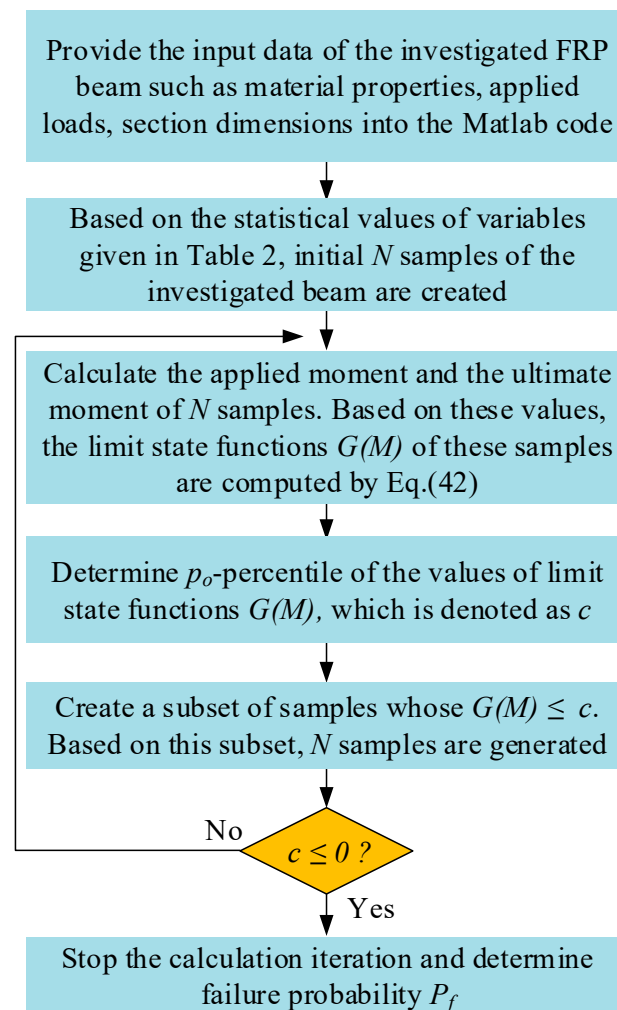 Provide the input data of the investigated FRP
beam such as material properties, applied
loads, section dimensions into the Matlab code
Based on the statistical values of variables
given in Table 2, initial N samples of the
investigated beam are created
Calculate the applied moment and the ultimate
moment of N samples. Based on these values,
the limit state functions G(M) of these samples
are computed by Eq.(42)
Determine pₒ-percentile of the values of limit
state functions G(M), which is denoted as c
Create a subset of samples whose G(M) ≤ c.
Based on this subset, N samples are generated
No
c ≤ 0 ?
Yes
Stop the calculation iteration and determine
failure probability P_f